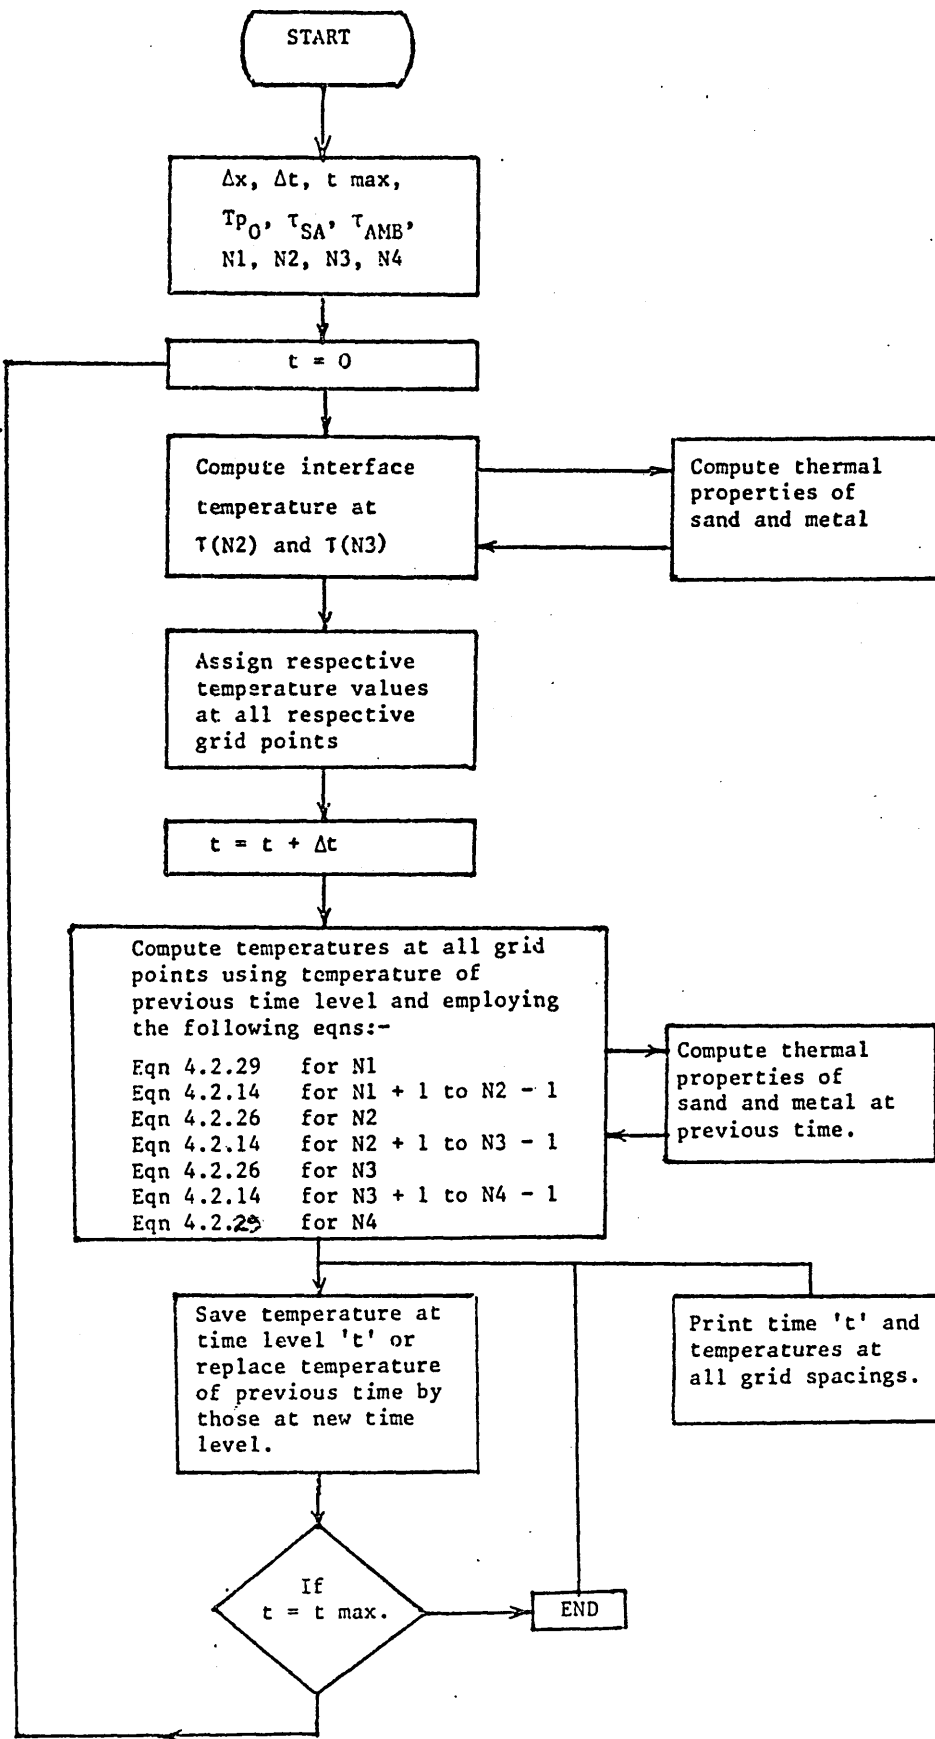 START
Δx, Δt, t max,
Tp₀, τ_SA, τ_AMB,
N1, N2, N3, N4
t = 0
Compute interface
temperature at
T(N2) and T(N3)
Compute thermal
properties of
sand and metal
Assign respective
temperature values
at all respective
grid points
t = t + Δt
Compute temperatures at all grid
points using temperature of
previous time level and employing
the following eqns:-
Eqn 4.2.29 for N1
Eqn 4.2.14 for N1 + 1 to N2 - 1
Eqn 4.2.26 for N2
Eqn 4.2.14 for N2 + 1 to N3 - 1
Eqn 4.2.26 for N3
Eqn 4.2.14 for N3 + 1 to N4 - 1
Eqn 4.2.29 for N4
Compute thermal
properties of
sand and metal at
previous time.
Save temperature at
time level 't' or
replace temperature
of previous time by
those at new time
level.
Print time 't' and
temperatures at
all grid spacings.
If
t = t max.
END